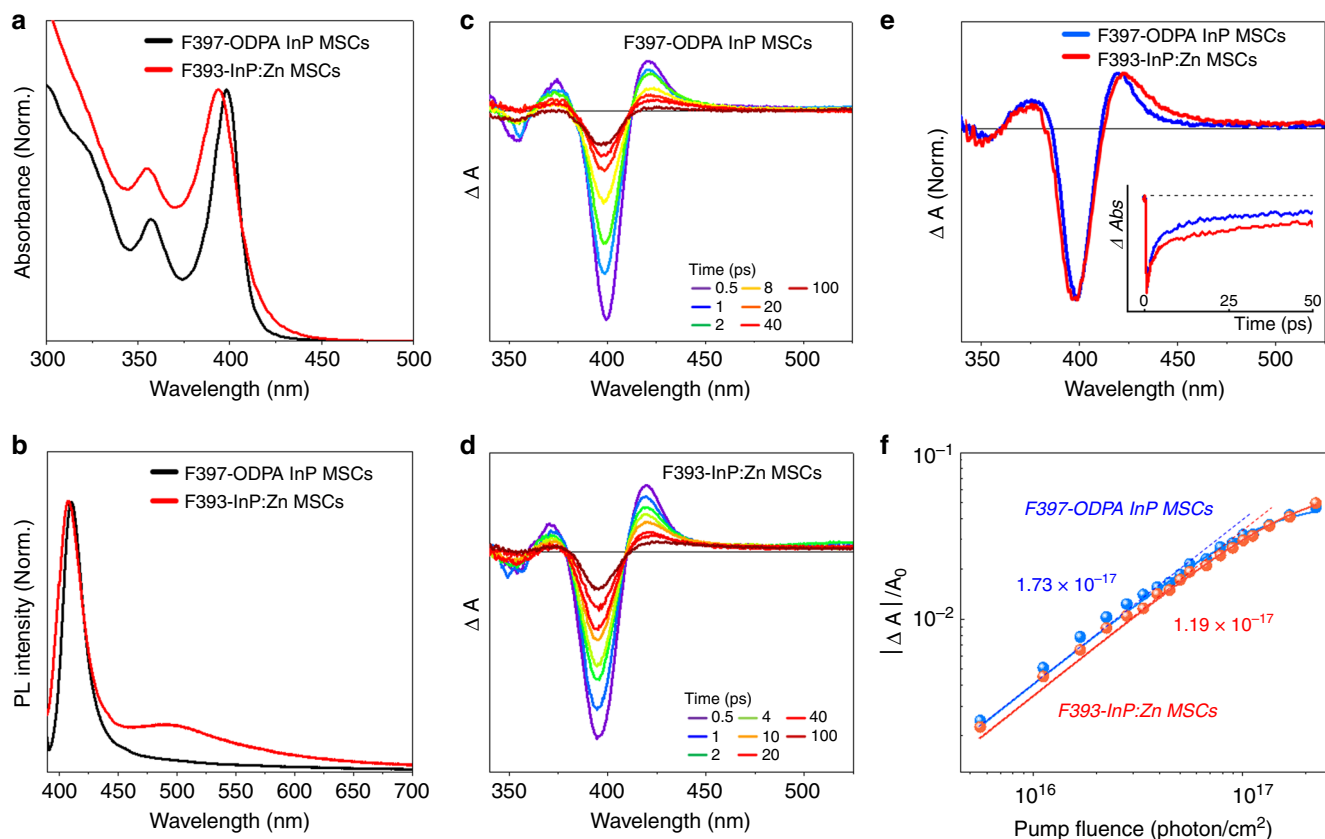 a
F397-ODPA InP MSCs
F393-InP:Zn MSCs
Absorbance (Norm.)
300 350 400 450 500
Wavelength (nm)
b
F397-ODPA InP MSCs
F393-InP:Zn MSCs
PL intensity (Norm.)
400 450 500 550 600 650 700
Wavelength (nm)
c
F397-ODPA InP MSCs
Δ A
Time (ps)
0.5 8 100
1 20
2 40
350 400 450 500
Wavelength (nm)
d
F393-InP:Zn MSCs
Δ A
Time (ps)
0.5 4 40
1 10 100
2 20
350 400 450 500
Wavelength (nm)
e
F397-ODPA InP MSCs
F393-InP:Zn MSCs
Δ A (Norm.)
Δ Abs
0 25 50
Time (ps)
350 400 450 500
Wavelength (nm)
f
10⁻¹
F397-ODPA InP MSCs
1.73 × 10⁻¹⁷
1.19 × 10⁻¹⁷
10⁻²
F393-InP:Zn MSCs
|Δ A|/A₀
10¹⁶ 10¹⁷
Pump fluence (photon/cm²)